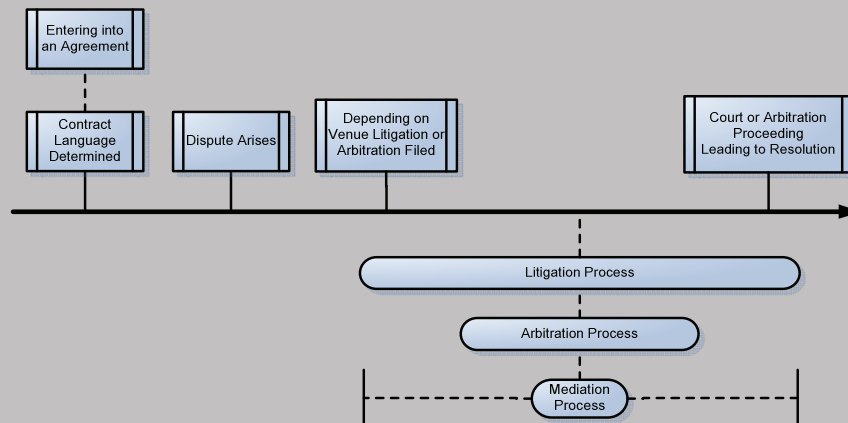 Entering into
an Agreement
Contract
Language
Determined
Dispute Arises
Depending on
Venue Litigation or
Arbitration Filed
Court or Arbitration
Proceeding
Leading to Resolution
Litigation Process
Arbitration Process
Mediation
Process